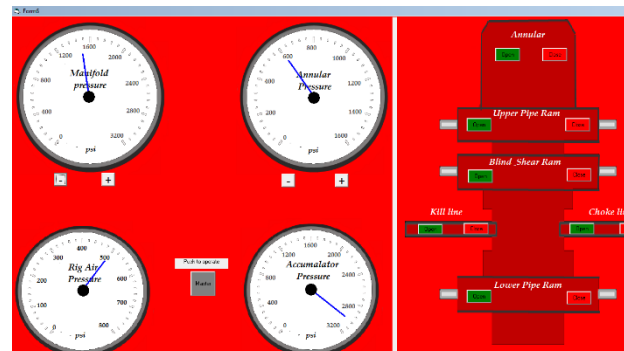 Form6
1600
1200
2000
Manifold
pressure
800
2400
400
2800
0
3200
psi
-
+
800
600
1000
Annular
Pressure
400
1200
200
1400
0
1600
psi
-
+
400
300
500
Rig Air
Pressure
200
600
100
700
0
800
psi
Push to operate
Master
1600
1200
2000
Accumalator
Pressure
800
2400
400
2800
0
3200
psi
Annular
Open
Close
Upper Pipe Ram
Open
Close
Blind_Shear Ram
Open
Close
Kill line
Choke li
Open
Close
Open
Lower Pipe Ram
Open
Close